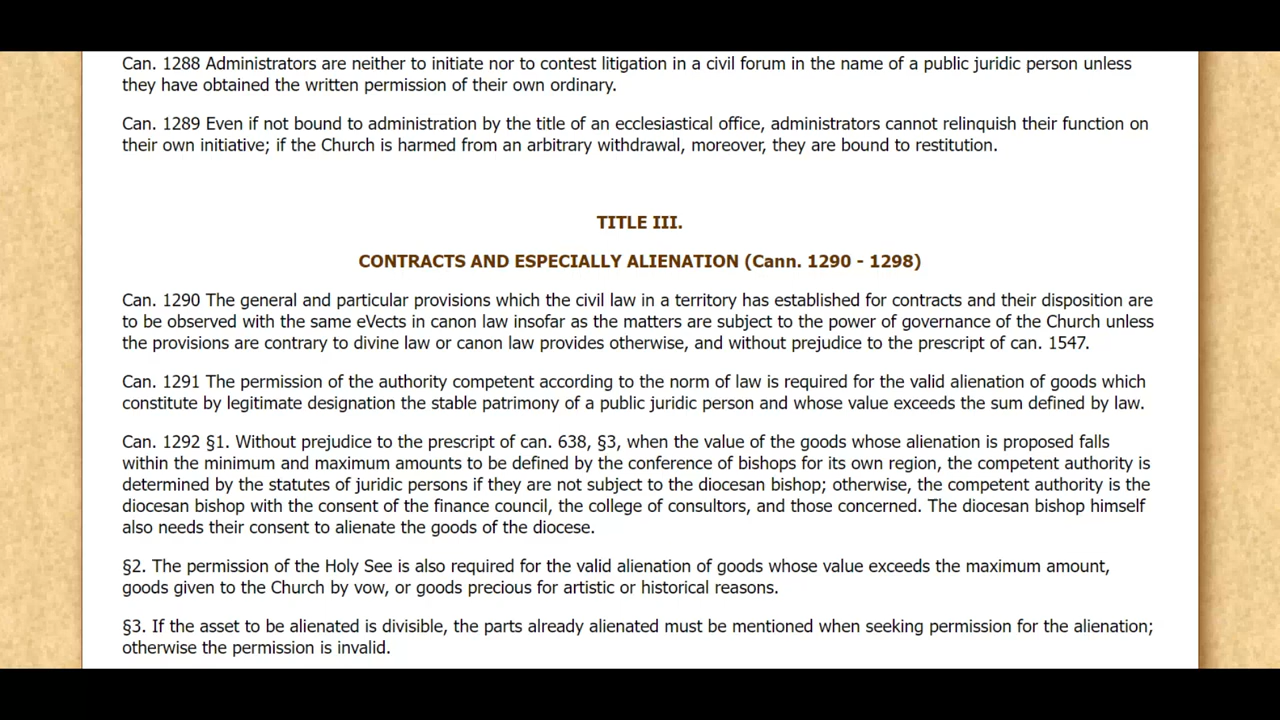 Can. 1288 Administrators are neither to initiate nor to contest litigation in a civil forum in the name of a public juridic person unless
they have obtained the written permission of their own ordinary.
Can. 1289 Even if not bound to administration by the title of an ecclesiastical office, administrators cannot relinquish their function on
their own initiative; if the Church is harmed from an arbitrary withdrawal, moreover, they are bound to restitution.
TITLE III.
CONTRACTS AND ESPECIALLY ALIENATION (Cann. 1290 - 1298)
Can. 1290 The general and particular provisions which the civil law in a territory has established for contracts and their disposition are
to be observed with the same eVects in canon law insofar as the matters are subject to the power of governance of the Church unless
the provisions are contrary to divine law or canon law provides otherwise, and without prejudice to the prescript of can. 1547.
Can. 1291 The permission of the authority competent according to the norm of law is required for the valid alienation of goods which
constitute by legitimate designation the stable patrimony of a public juridic person and whose value exceeds the sum defined by law.
Can. 1292 §1. Without prejudice to the prescript of can. 638, §3, when the value of the goods whose alienation is proposed falls
within the minimum and maximum amounts to be defined by the conference of bishops for its own region, the competent authority is
determined by the statutes of juridic persons if they are not subject to the diocesan bishop; otherwise, the competent authority is the
diocesan bishop with the consent of the finance council, the college of consultors, and those concerned. The diocesan bishop himself
also needs their consent to alienate the goods of the diocese.
§2. The permission of the Holy See is also required for the valid alienation of goods whose value exceeds the maximum amount,
goods given to the Church by vow, or goods precious for artistic or historical reasons.
§3. If the asset to be alienated is divisible, the parts already alienated must be mentioned when seeking permission for the alienation;
otherwise the permission is invalid.